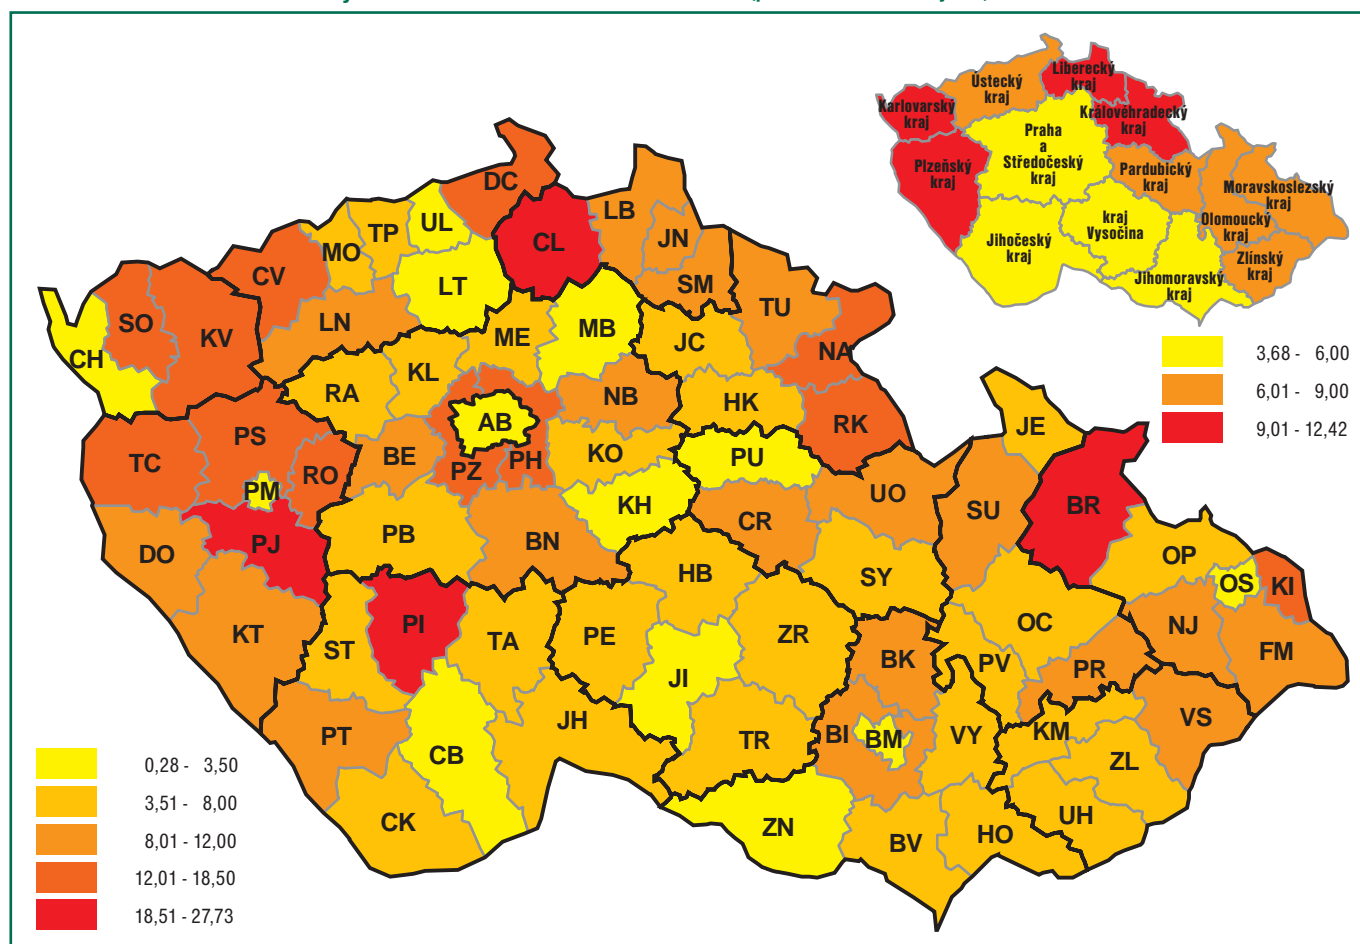 Ústecký
kraj
Liberecký
kraj
Karlovarský
kraj
Královéhradecký
kraj
Praha
a
Středočeský
kraj
Plzeňský
kraj
Pardubický
kraj
Moravskoslezský
kraj
Olomoucký
kraj
kraj
Vysočina
Jihočeský
kraj
Zlínský
kraj
Jihomoravský
kraj
3,68 - 6,00
6,01 - 9,00
9,01 - 12,42
DC
UL
TP
MO
CV
LT
CL
LB
JN
SM
TU
NA
SO
KV
CH
LN
ME
MB
JC
RA
KL
NB
HK
RK
AB
PS
TC
RO
BE
PZ
PH
KO
PU
PM
KH
UO
JE
BR
SU
PJ
DO
PB
BN
CR
OP
OS
KI
HB
SY
KT
ST
PI
TA
PE
ZR
OC
NJ
FM
JI
BK
PV
PR
PT
CB
JH
TR
BI
BM
VY
KM
VS
ZL
CK
ZN
BV
HO
UH
0,28 - 3,50
3,51 - 8,00
8,01 - 12,00
12,01 - 18,50
18,51 - 27,73